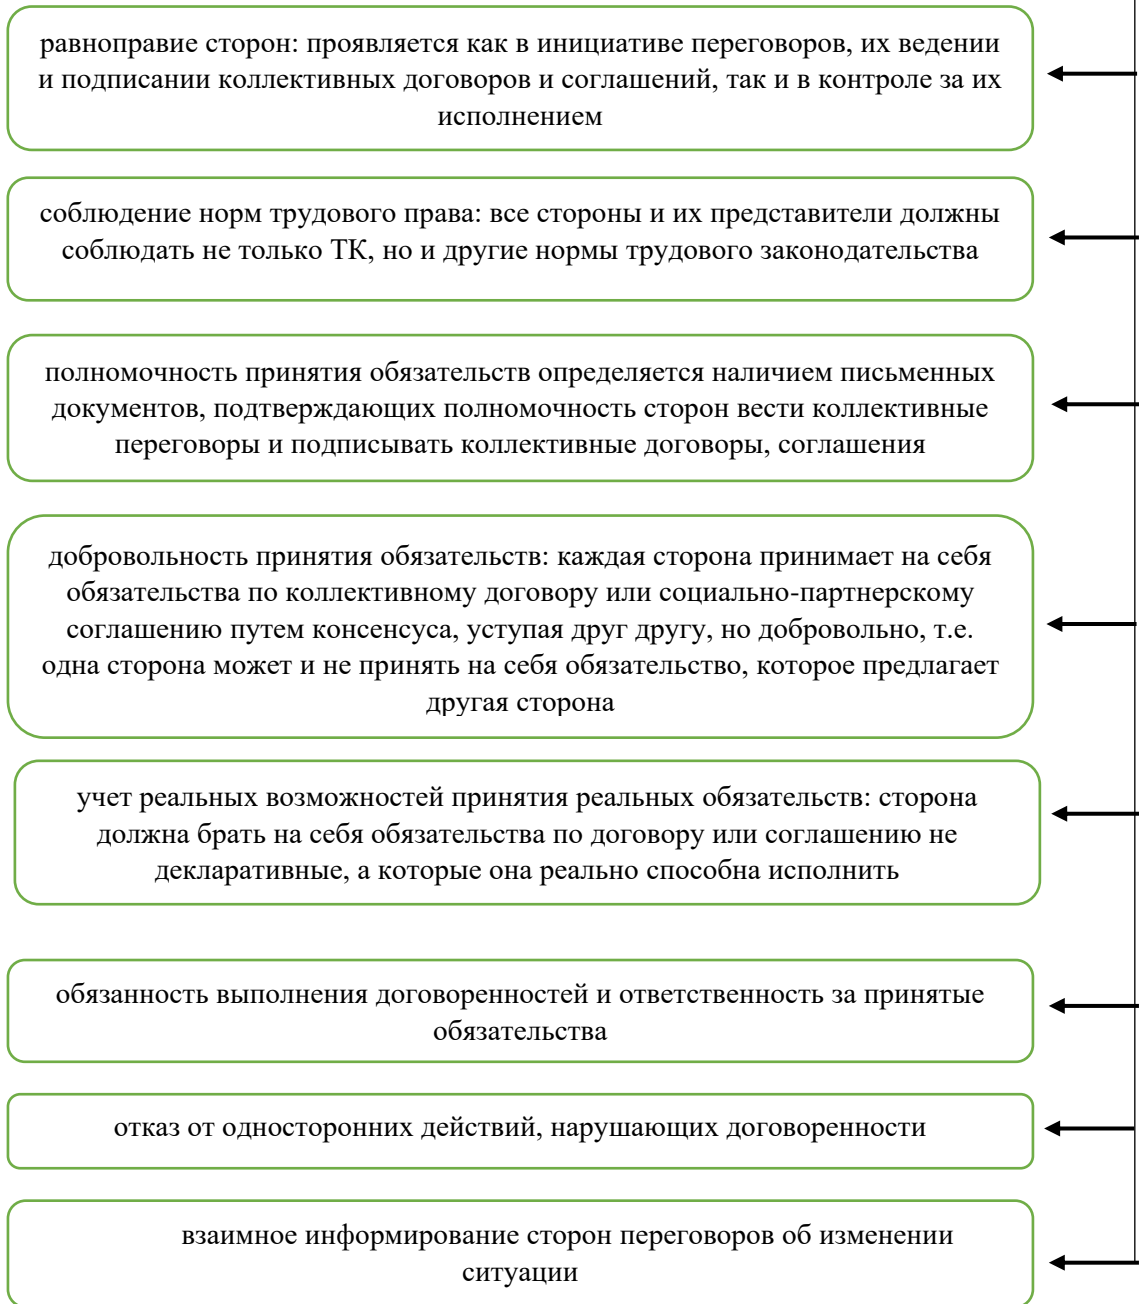 равноправие сторон: проявляется как в инициативе переговоров, их ведении
и подписании коллективных договоров и соглашений, так и в контроле за их
исполнением
соблюдение норм трудового права: все стороны и их представители должны
соблюдать не только ТК, но и другие нормы трудового законодательства
полномочность принятия обязательств определяется наличием письменных
документов, подтверждающих полномочность сторон вести коллективные
переговоры и подписывать коллективные договоры, соглашения
добровольность принятия обязательств: каждая сторона принимает на себя
обязательства по коллективному договору или социально-партнерскому
соглашению путем консенсуса, уступая друг другу, но добровольно, т.е.
одна сторона может и не принять на себя обязательство, которое предлагает
другая сторона
учет реальных возможностей принятия реальных обязательств: сторона
должна брать на себя обязательства по договору или соглашению не
декларативные, а которые она реально способна исполнить
обязанность выполнения договоренностей и ответственность за принятые
обязательства
отказ от односторонних действий, нарушающих договоренности
взаимное информирование сторон переговоров об изменении
ситуации